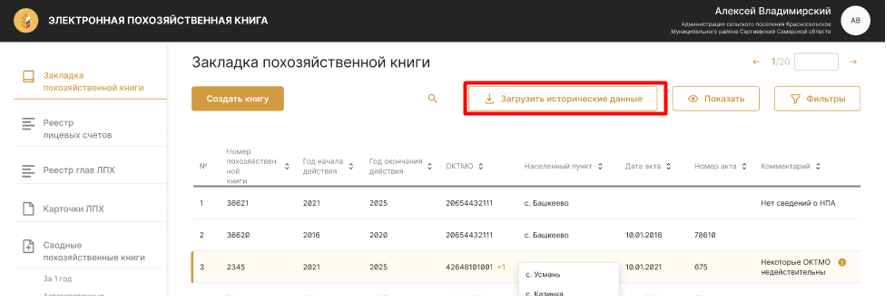 ЭЛЕКТРОННАЯ ПОХОЗЯЙСТВЕННАЯ КНИГА
Алексей Владимирский
Администрация сельского поселения Красносельское
Муниципального района Сергиевский Самарской области
АВ
Закладка
похозяйственной книги
Реестр
лицевых счетов
Реестр глав ЛПХ
Карточки ЛПХ
Сводные
похозяйственные книги
За 1 год
Закладка похозяйственной книги
← 1/20 →
Создать книгу
Загрузить исторические данные
Показать
Фильтры
№ Номер похозяйствен ной книги Год начала действия Год окончания действия ОКТМО Населенный пункт Дата акта Номер акта Комментарий
1 36621 2021 2025 20654432111 с. Башкеево Нет сведений о НПА
2 36620 2016 2020 20654432111 с. Башкеево 10.01.2016 78610
3 2345 2021 2025 42648101001 +1 с. Усмань 10.01.2021 675 Некоторые ОКТМО недействительны
с. Казинка